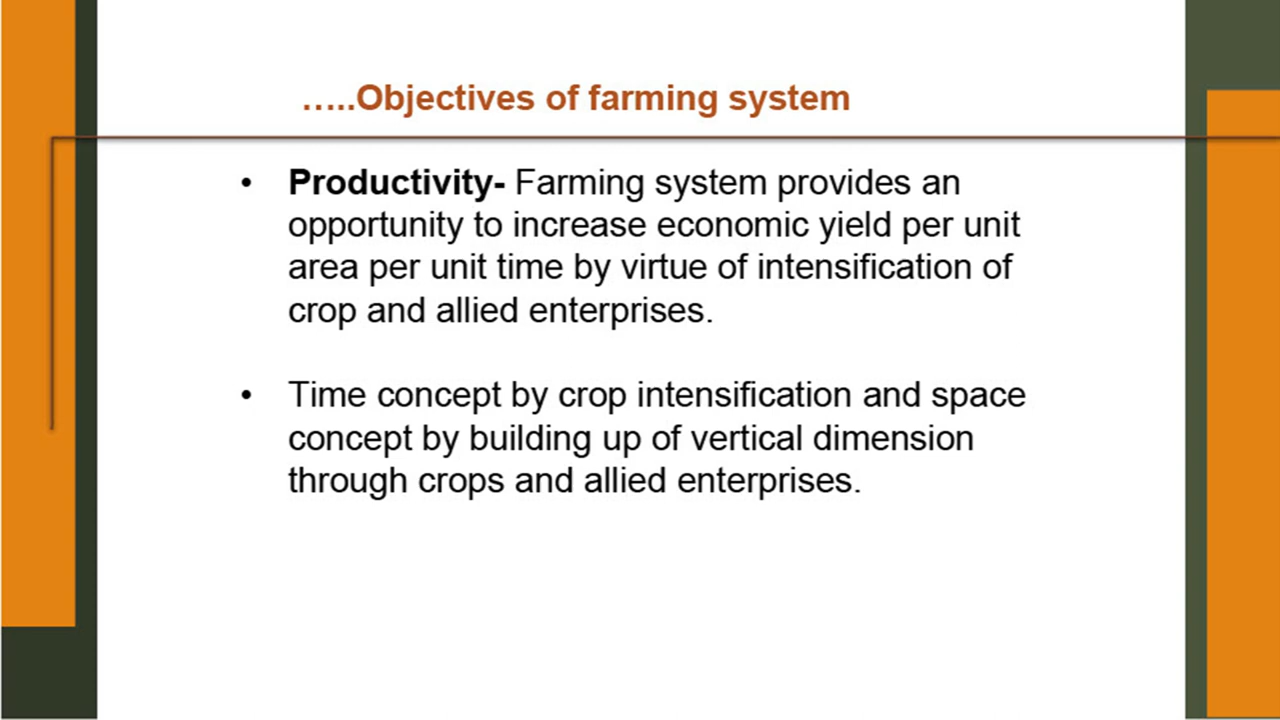 …..Objectives of farming system
• Productivity- Farming system provides an
opportunity to increase economic yield per unit
area per unit time by virtue of intensification of
crop and allied enterprises.
• Time concept by crop intensification and space
concept by building up of vertical dimension
through crops and allied enterprises.